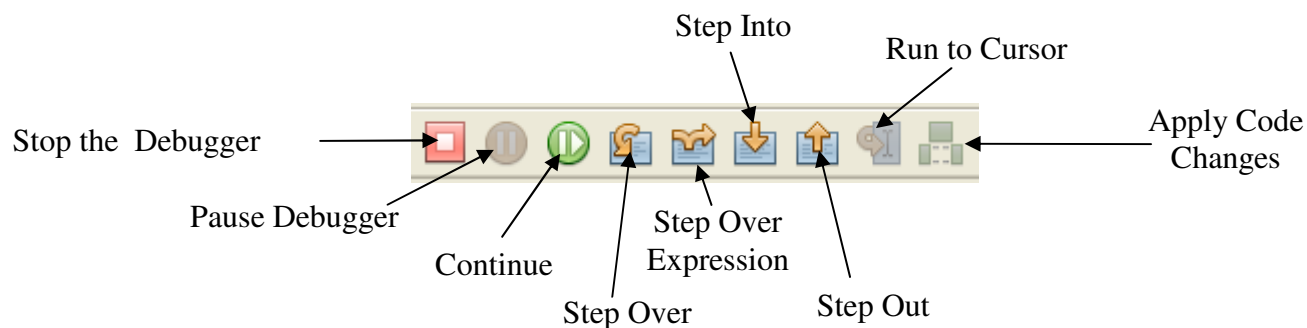 Step Into
Run to Cursor
Stop the  Debugger
Apply Code
Changes
Pause Debugger
Continue
Step Over
Step Over
Expression
Step Out